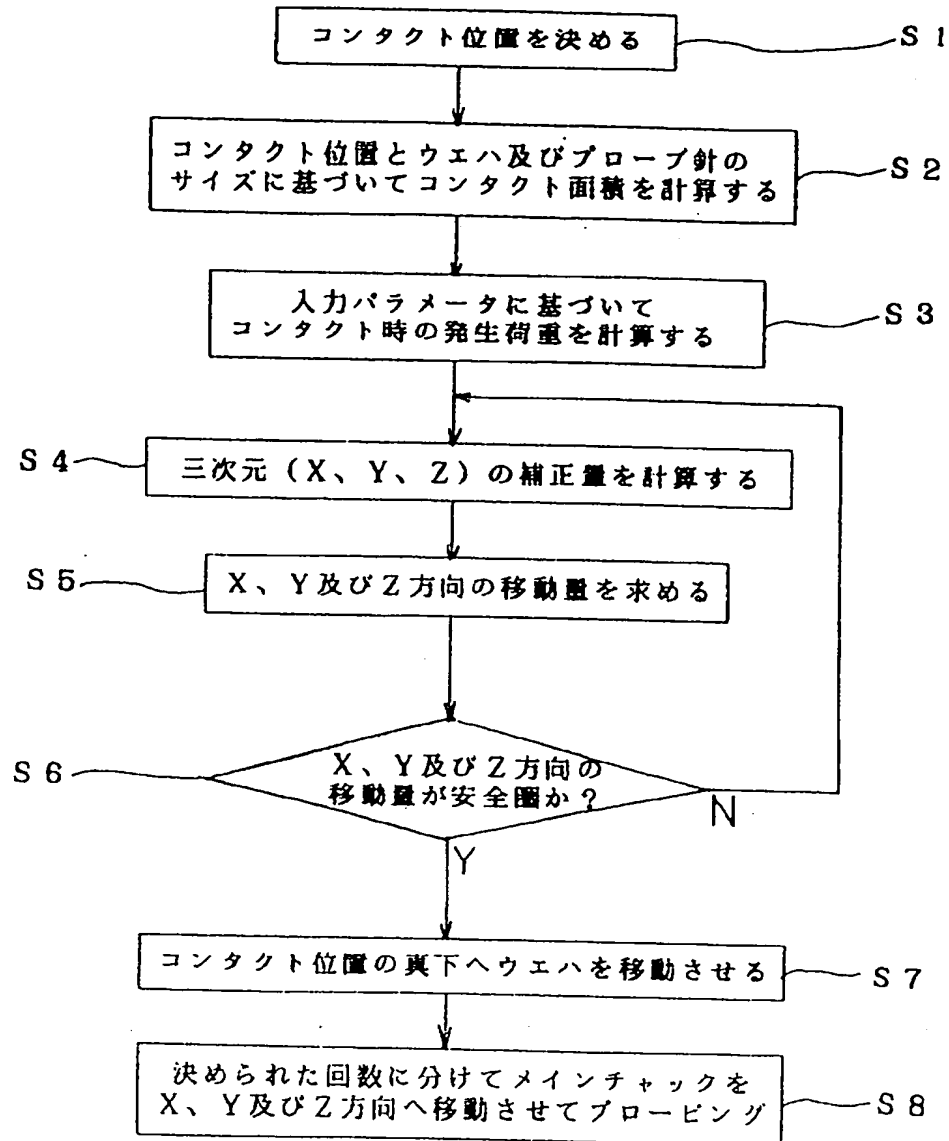 コンタクト位置を決める
S1
コンタクト位置とウエハ及びプローブ針の
サイズに基づいてコンタクト面積を計算する
S2
入力パラメータに基づいて
コンタクト時の発生荷重を計算する
S3
S4
三次元(X、Y、Z)の補正量を計算する
S5
X、Y及びZ方向の移動量を求める
S6
X、Y及びZ方向の
移動量が安全圏か?
N
Y
コンタクト位置の真下へウエハを移動させる
S7
決められた回数に分けてメインチャックを
X、Y及びZ方向へ移動させてプロービング
S8